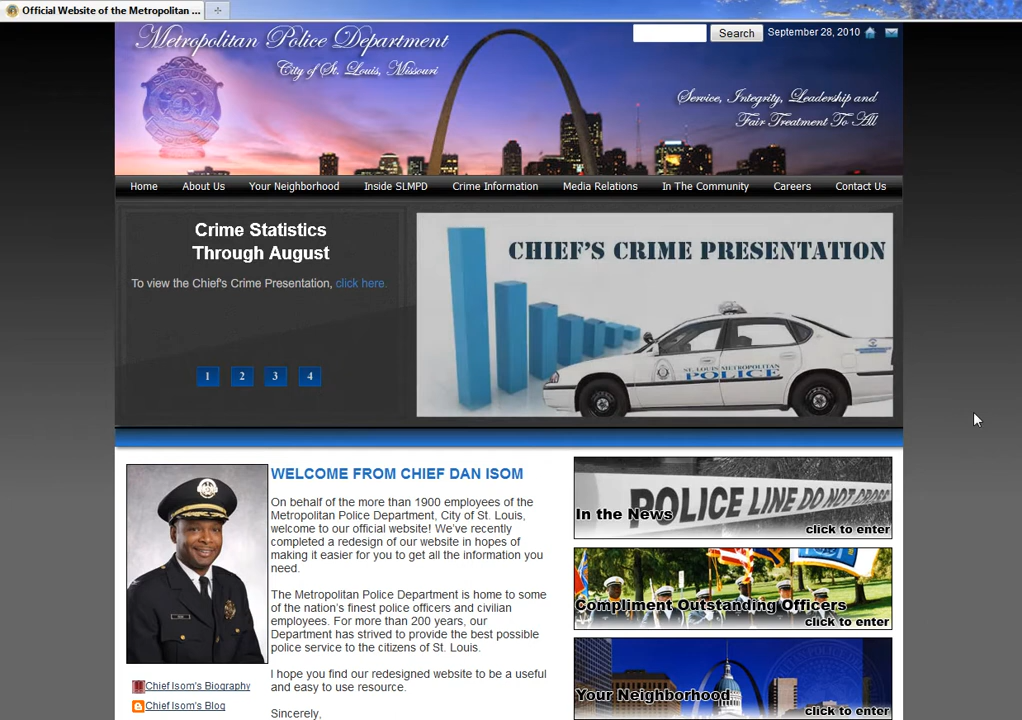 Official Website of the Metropolitan ...
Metropolitan Police Department
City of St. Louis, Missouri
Search
September 28, 2010
Service, Integrity, Leadership and
Fair Treatment To All
Home About Us Your Neighborhood Inside SLMPD Crime Information Media Relations In The Community Careers Contact Us
Crime Statistics
Through August
To view the Chief's Crime Presentation, click here.
1 2 3 4
CHIEF'S CRIME PRESENTATION
ST. LOUIS METROPOLITAN
POLICE
WELCOME FROM CHIEF DAN ISOM
On behalf of the more than 1900 employees of the
Metropolitan Police Department, City of St. Louis,
welcome to our official website! We've recently
completed a redesign of our website in hopes of
making it easier for you to get all the information you
need.
The Metropolitan Police Department is home to some
of the nation's finest police officers and civilian
employees. For more than 200 years, our
Department has strived to provide the best possible
police service to the citizens of St. Louis.
I hope you find our redesigned website to be a useful
and easy to use resource.
Sincerely,
Chief Isom's Biography
Chief Isom's Blog
POLICE LINE DO NOT CROSS
In the News
click to enter
Compliment Outstanding Officers
click to enter
Your Neighborhood
click to enter